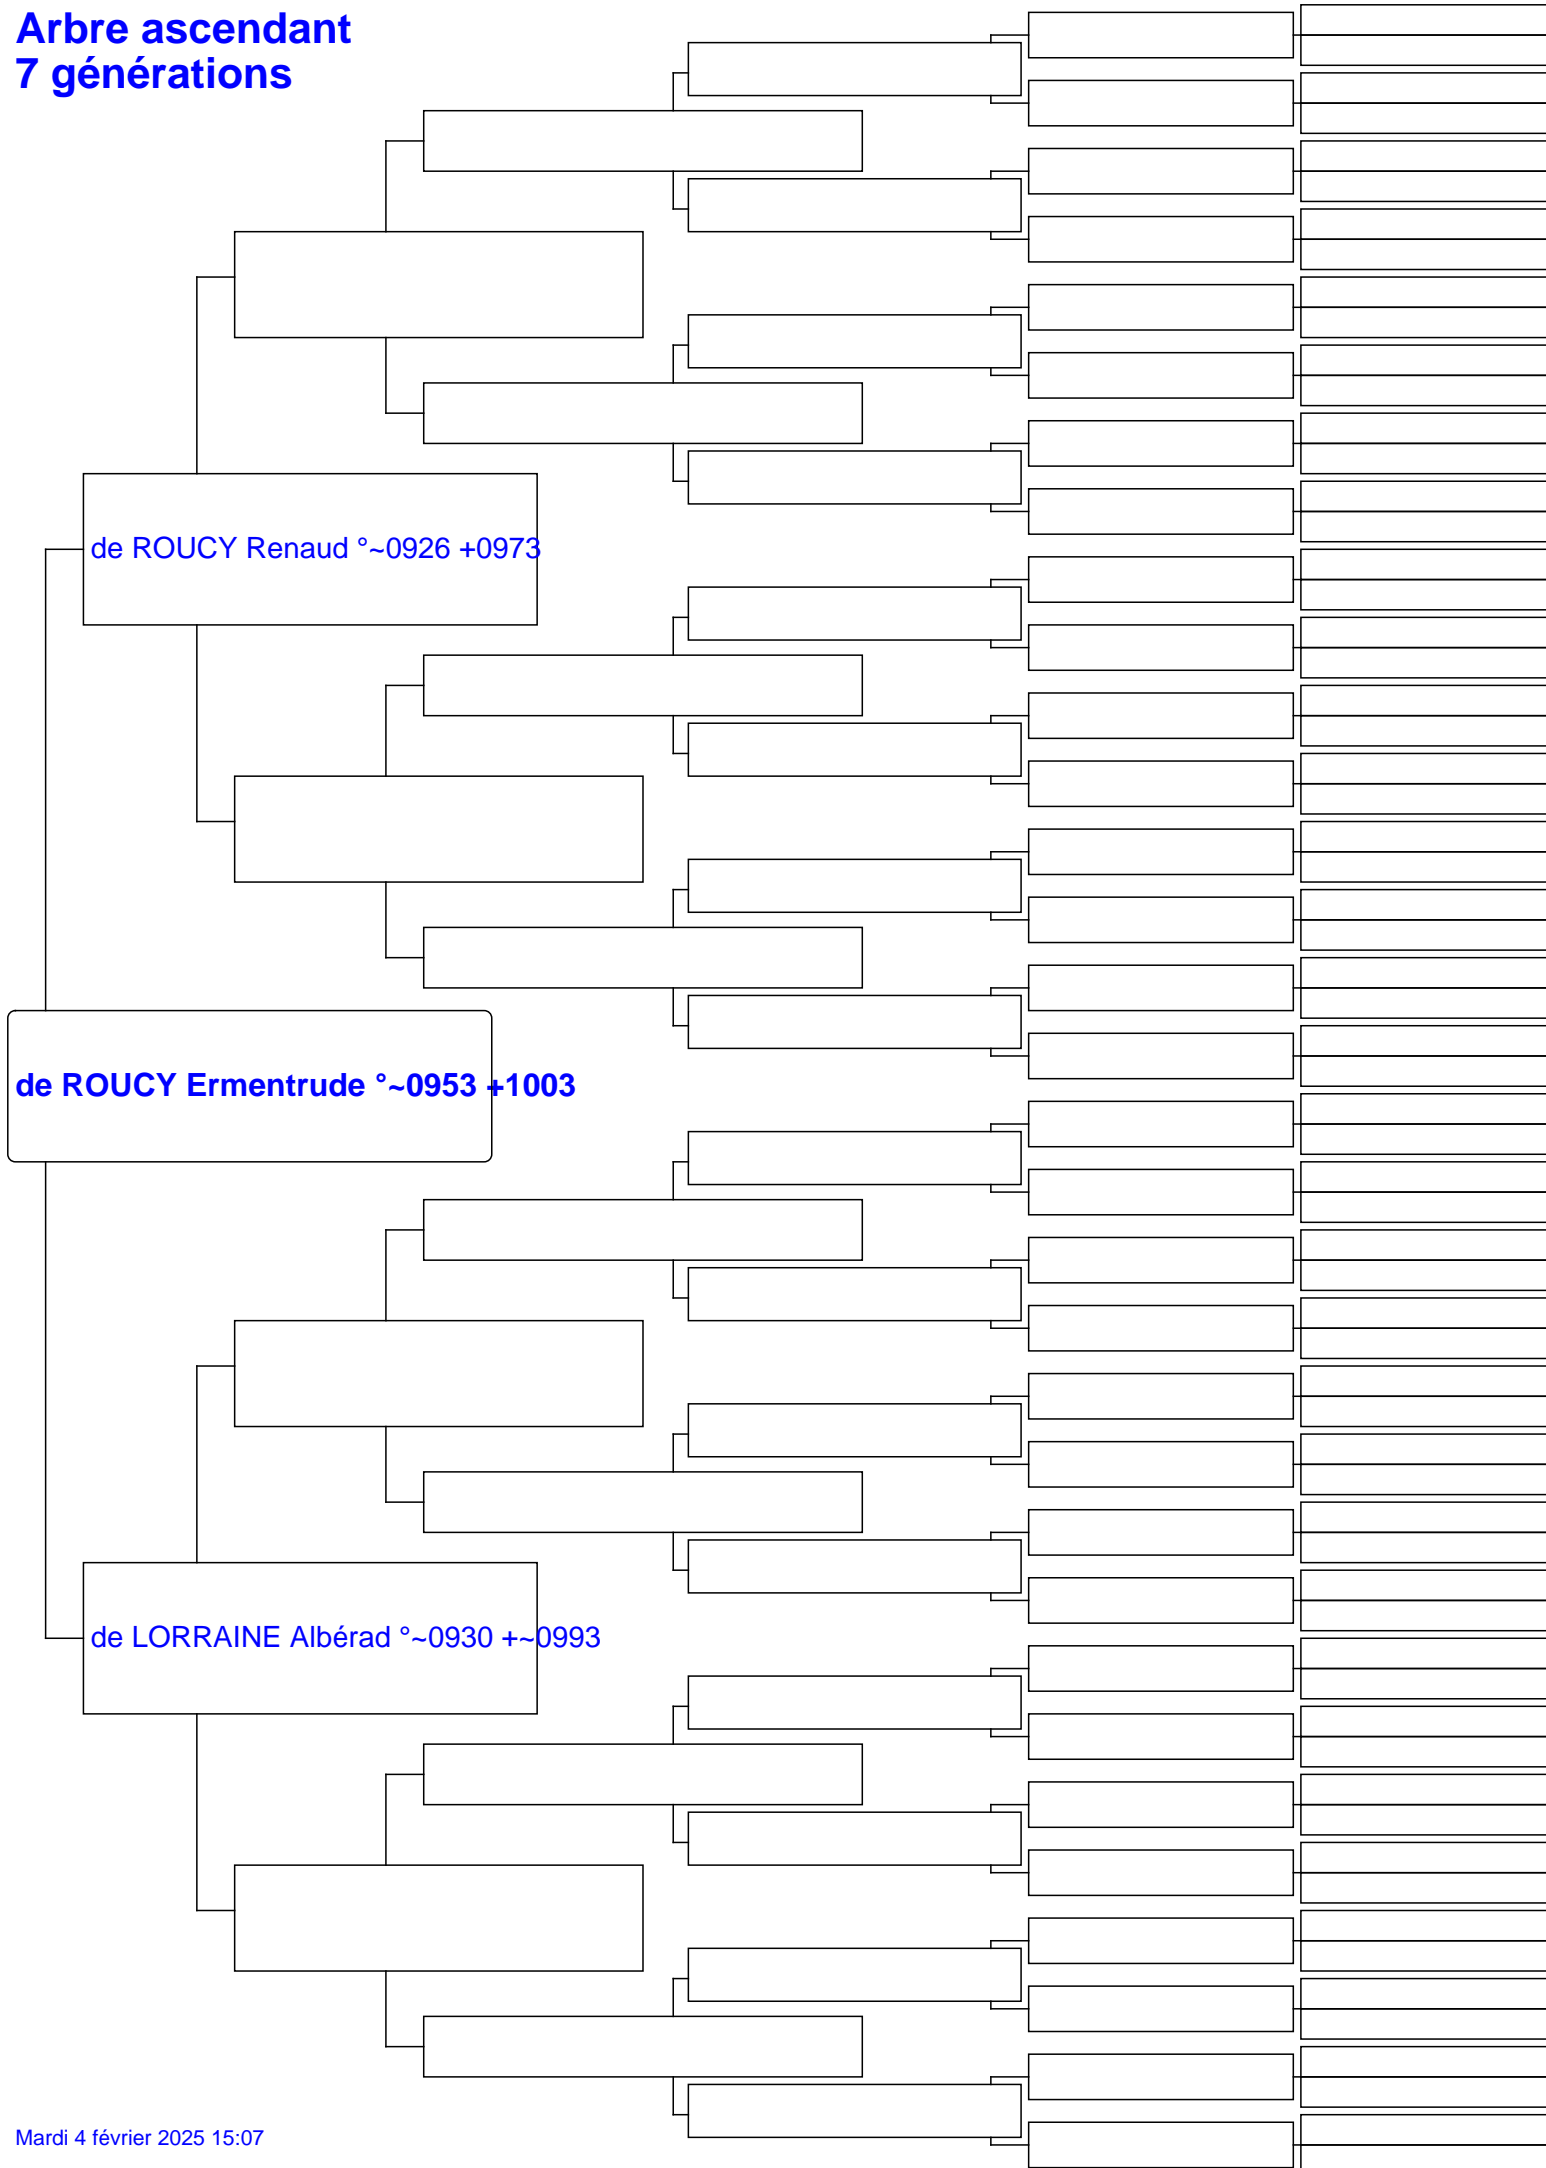 Arbre ascendant
7 générations
de ROUCY Renaud °~0926 +0973
de ROUCY Ermentrude °~0953 +1003
de LORRAINE Albérad °~0930 +~0993
Mardi 4 février 2025 15:07